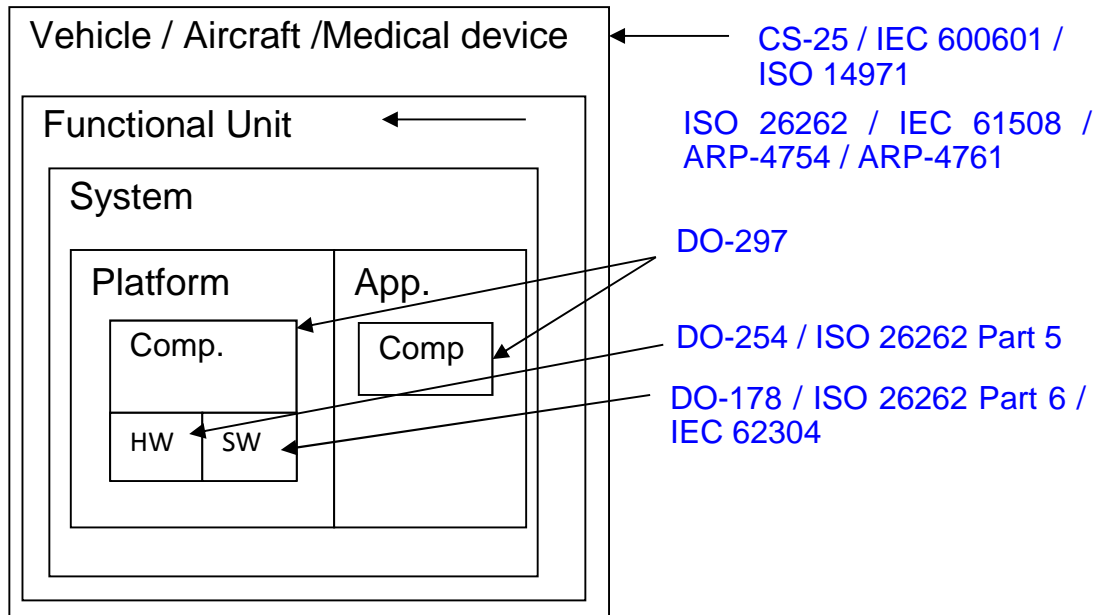 Vehicle / Aircraft /Medical device
CS-25 / IEC 600601 /
ISO 14971
Functional Unit
ISO 26262 / IEC 61508 /
ARP-4754 / ARP-4761
System
DO-297
Platform
App.
Comp.
Comp
DO-254 / ISO 26262 Part 5
HW
SW
DO-178 / ISO 26262 Part 6 /
IEC 62304